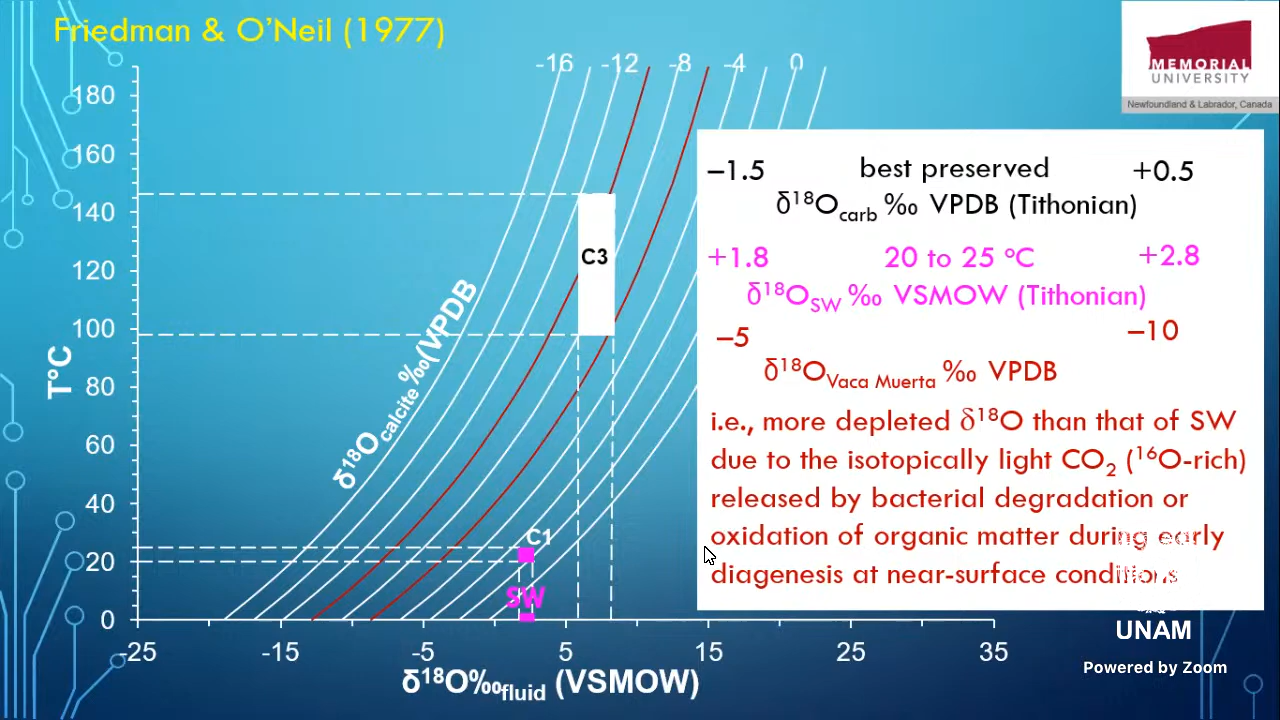 Friedman & O'Neil (1977)
MEMORIAL
UNIVERSITY
Newfoundland & Labrador, Canada
-16 -12 -8 -4 0
180
160
140
120
100
80
60
40
20
0
T°C
δ¹⁸Ocalcite ‰(VPDB
C3
C1
SW
-25 -15 -5 5 15 25 35
δ¹⁸O‰fluid (VSMOW)
–1.5 best preserved +0.5
δ¹⁸Ocarb ‰ VPDB (Tithonian)
+1.8 20 to 25 °C +2.8
δ¹⁸OSW ‰ VSMOW (Tithonian)
–5 –10
δ¹⁸OVaca Muerta ‰ VPDB
i.e., more depleted δ¹⁸O than that of SW
due to the isotopically light CO₂ (¹⁶O-rich)
released by bacterial degradation or
oxidation of organic matter during early
diagenesis at near-surface conditions
UNAM
Powered by Zoom